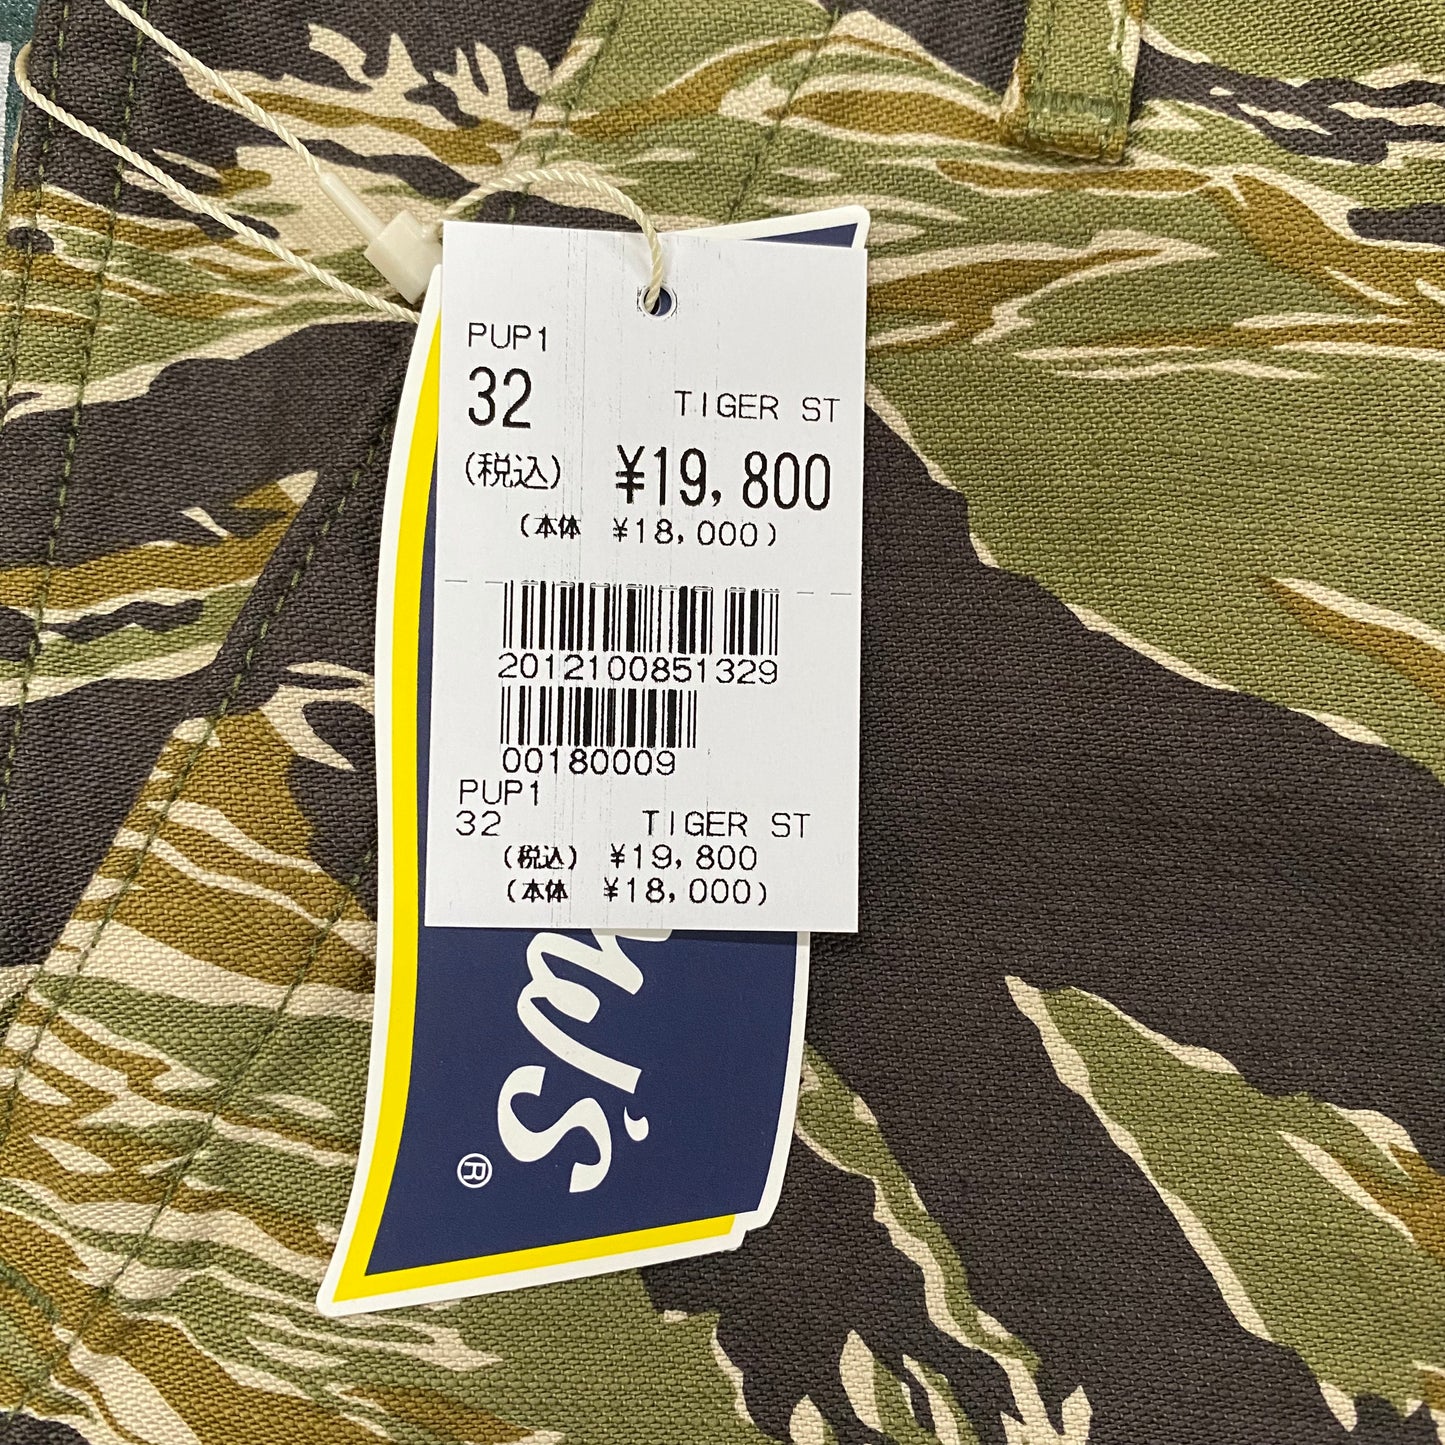 PUP1
32 TIGER ST
(税込) ¥19,800
(本体 ¥18,000)
2012100851329
00180009
PUP1
32 TIGER ST
(税込) ¥19,800
(本体 ¥18,000)
®